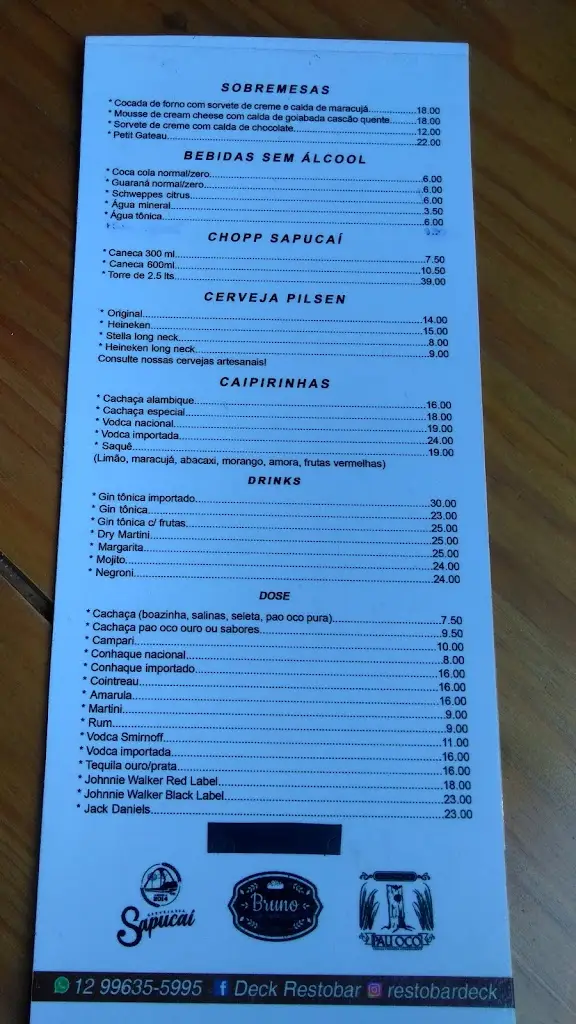 SOBREMESAS
* Cocada de forno com sorvete de creme e calda de maracujá.................18.00
* Mousse de cream cheese com calda de goiabada cascão quente.......18.00
* Sorvete de creme com calda de chocolate.......................................12.00
* Petit Gateau....................................................................................22.00
BEBIDAS SEM ÁLCOOL
* Coca cola normal/zero......................................................................6.00
* Guaraná normal/zero........................................................................6.00
* Schweppes citrus.............................................................................6.00
* Água mineral....................................................................................3.50
* Água tônica......................................................................................6.00
CHOPP SAPUCAÍ
* Caneca 300 ml..................................................................................7.50
* Caneca 600ml..................................................................................10.50
* Torre de 2.5 lts.................................................................................39.00
CERVEJA PILSEN
* Original............................................................................................14.00
* Heineken..........................................................................................15.00
* Stella long neck................................................................................8.00
* Heineken long neck..........................................................................9.00
Consulte nossas cervejas artesanais!
CAIPIRINHAS
* Cachaça alambique..........................................................................16.00
* Cachaça especial.............................................................................18.00
* Vodca nacional.................................................................................19.00
* Vodca importada..............................................................................24.00
* Saquê...............................................................................................19.00
(Limão, maracujá, abacaxi, morango, amora, frutas vermelhas)
DRINKS
* Gin tônica importado........................................................................30.00
* Gin tônica.........................................................................................23.00
* Gin tônica c/ frutas...........................................................................25.00
* Dry Martini........................................................................................25.00
* Margarita..........................................................................................25.00
* Mojito................................................................................................24.00
* Negroni.............................................................................................24.00
DOSE
* Cachaça (boazinha, salinas, seleta, pao oco pura)...........................7.50
* Cachaça pao oco ouro ou sabores...................................................9.50
* Campari............................................................................................10.00
* Conhaque nacional...........................................................................8.00
* Conhaque importado........................................................................16.00
* Cointreau..........................................................................................16.00
* Amarula............................................................................................16.00
* Martini...............................................................................................9.00
* Rum..................................................................................................9.00
* Vodca Smirnoff.................................................................................11.00
* Vodca importada..............................................................................16.00
* Tequila ouro/prata............................................................................16.00
* Johnnie Walker Red Label................................................................18.00
* Johnnie Walker Black Label.............................................................23.00
* Jack Daniels.....................................................................................23.00
2014
Sapucaí
Bruno
PAU OCO
12 99635-5995 Deck Restobar restobardeck